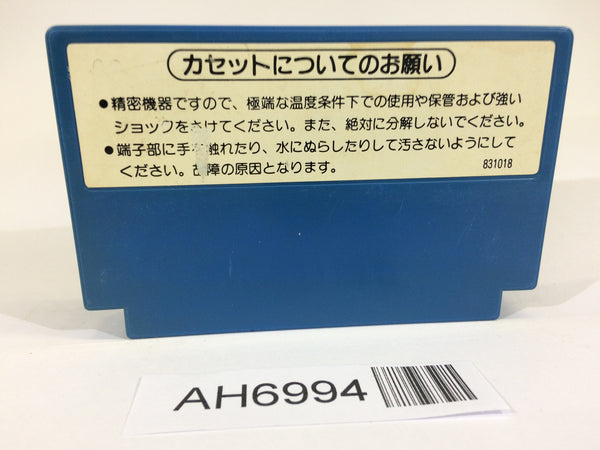 カセットについてのお願い
●精密機器ですので、極端な温度条件下での使用や保管および強い
ショックをさけてください。また、絶対に分解しないでください。
●端子部に手 触れたり、水にぬらしたりして汚さないようにして
ください。 障の原因となります。
831018
AH6994